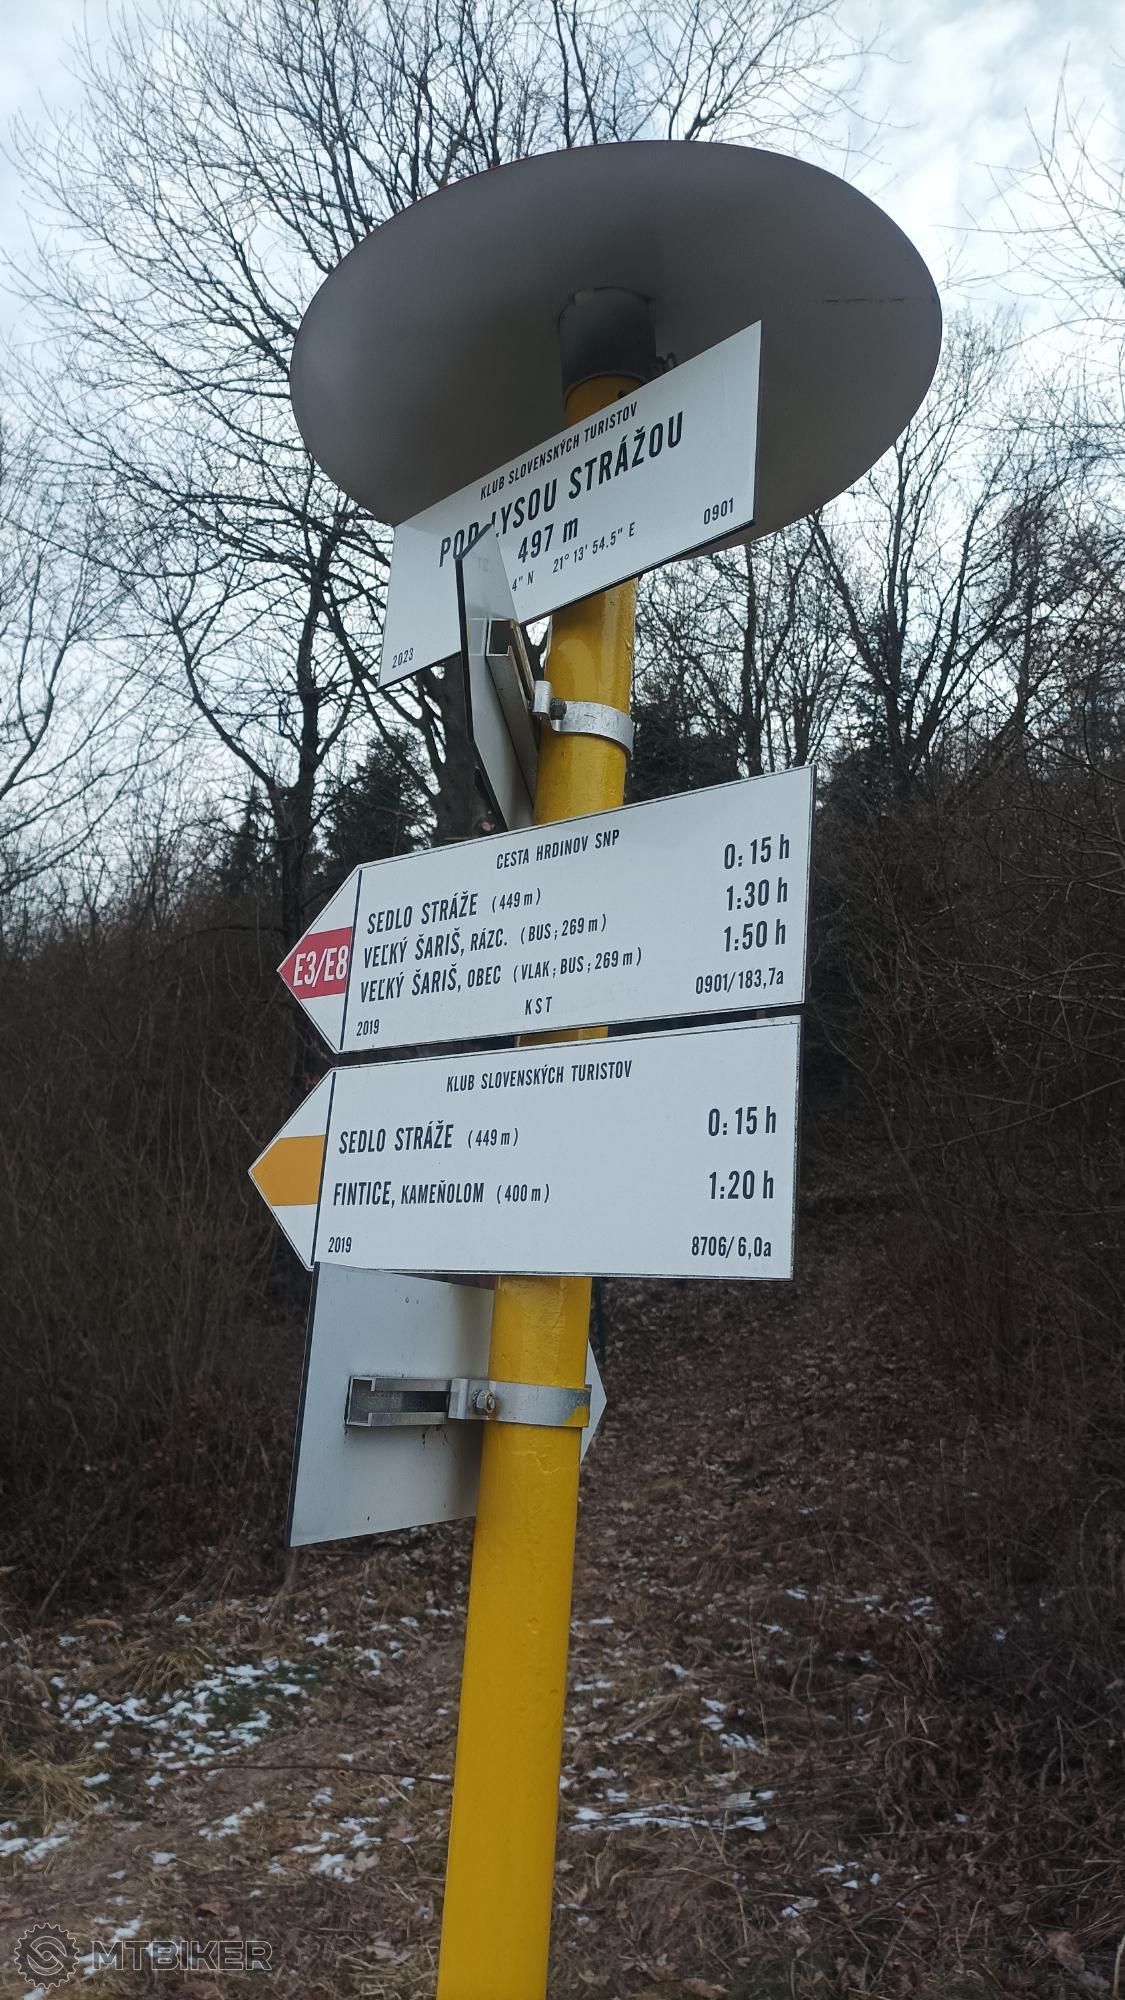 KLUB SLOVENSKÝCH TURISTOV
POD LYSOU STRÁŽOU
497 m
4" N 21° 13' 54.5" E
2023 0901
CESTA HRDINOV SNP
SEDLO STRÁŽE (449 m) 0:15 h
VEĽKÝ ŠARIŠ, RÁZC. (BUS; 269 m) 1:30 h
VEĽKÝ ŠARIŠ, OBEC (VLAK; BUS; 269 m) 1:50 h
E3/E8
2019 KST 0901/183,7a
KLUB SLOVENSKÝCH TURISTOV
SEDLO STRÁŽE (449 m) 0:15 h
FINTICE, KAMEŇOLOM (400 m) 1:20 h
2019 8706/6,0a
MTBIKER